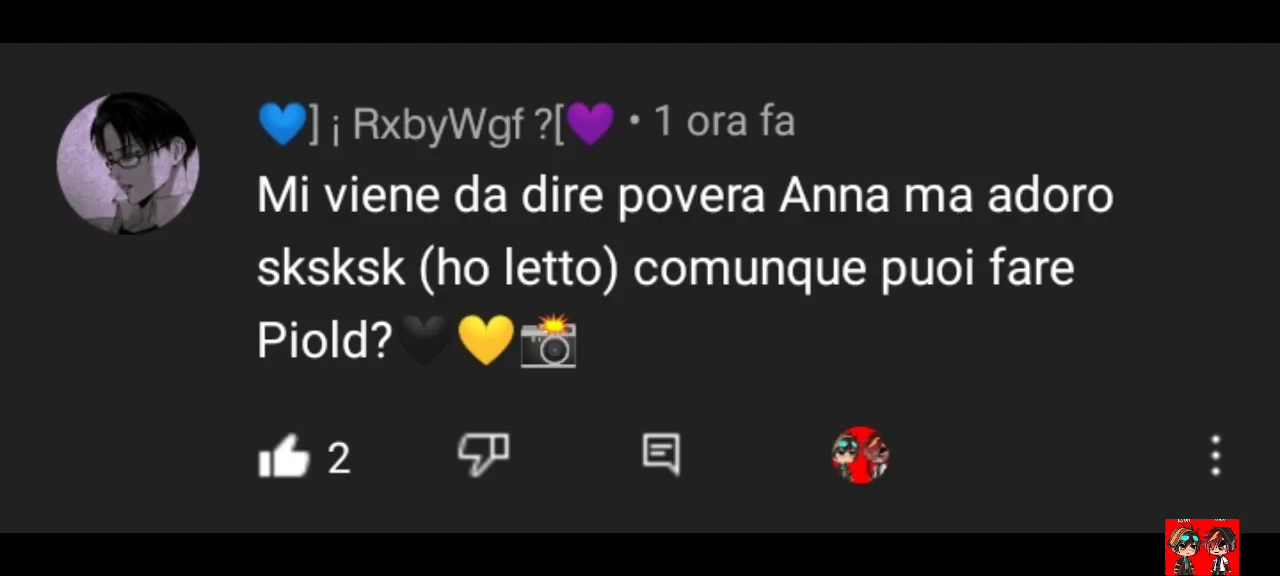 💙] ¡ RxbyWgf ?[💜 • 1 ora fa
Mi viene da dire povera Anna ma adoro
sksksk (ho letto) comunque puoi fare
Piold?🖤💛📸
2